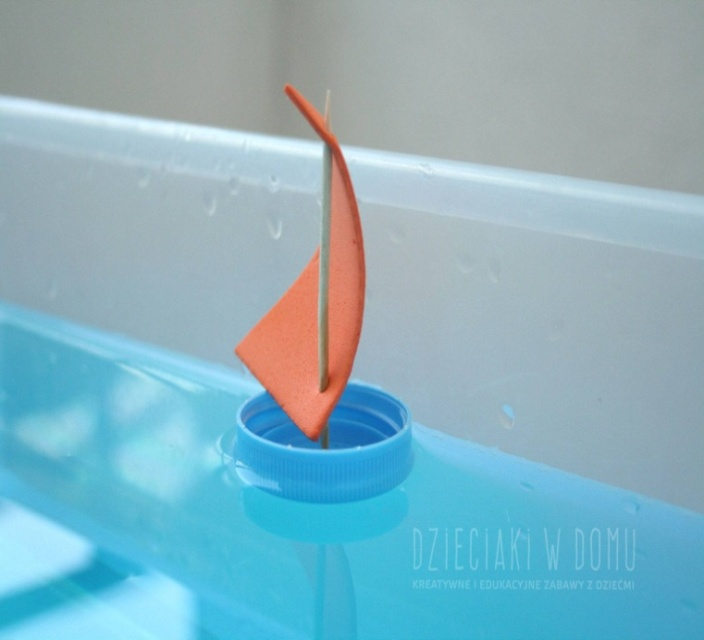 DZIECIAKI W DOMU
KREATYWNE I EDUKACYJNE ZABAWY Z DZIEĆMI